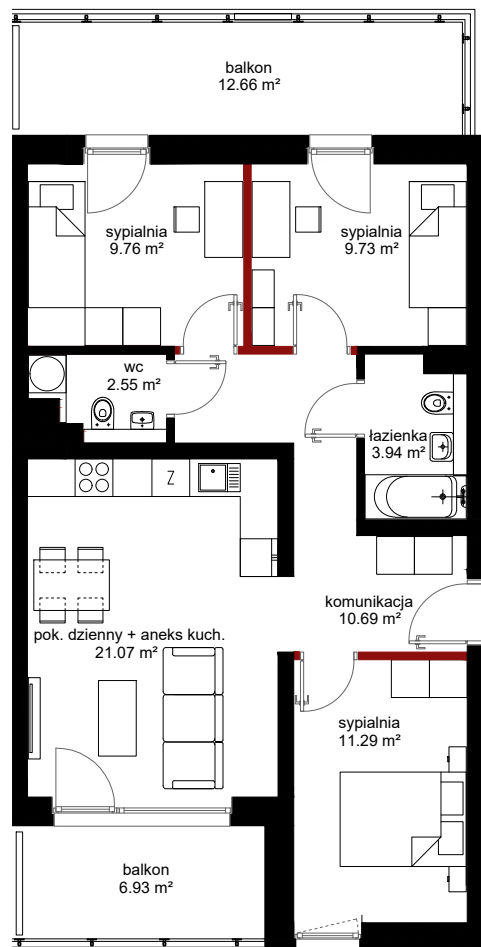 balkon
12.66 m²
sypialnia
9.76 m²
sypialnia
9.73 m²
wc
2.55 m²
łazienka
3.94 m²
Z
komunikacja
10.69 m²
pok. dzienny + aneks kuch.
21.07 m²
sypialnia
11.29 m²
balkon
6.93 m²